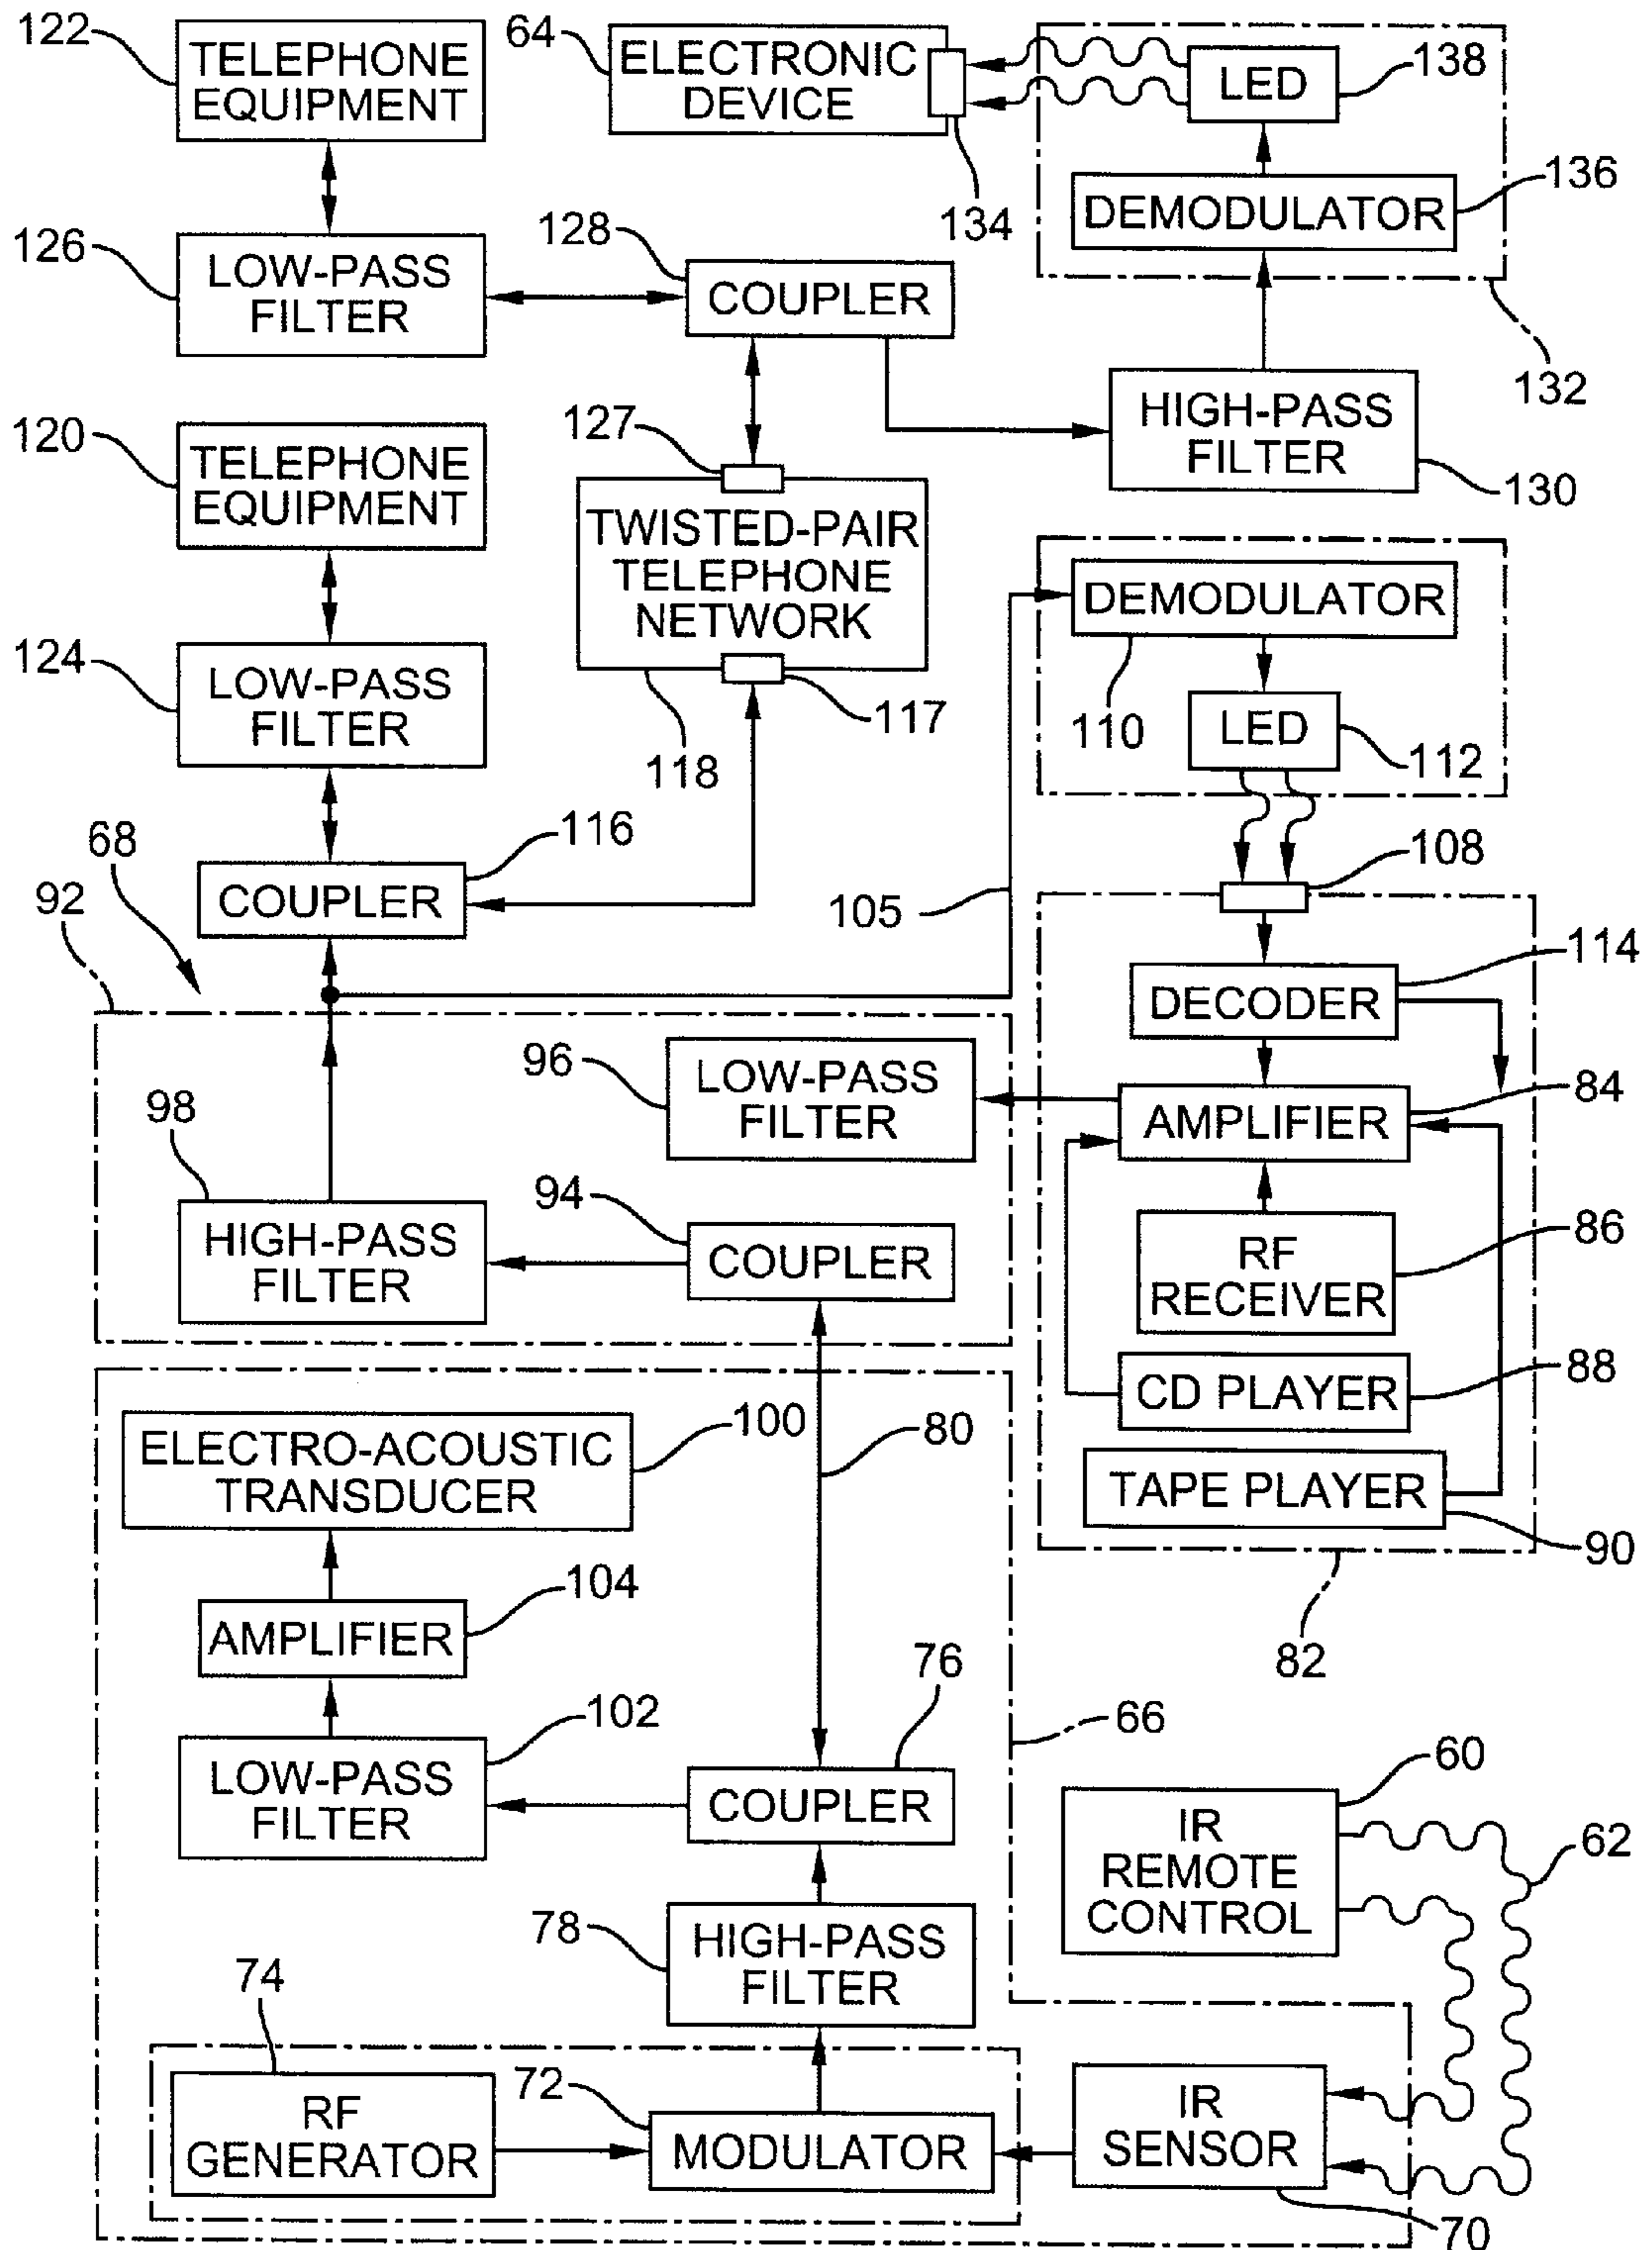 122
TELEPHONE
EQUIPMENT
64
ELECTRONIC
DEVICE
134
LED
138
DEMODULATOR
136
132
126
LOW-PASS
FILTER
128
COUPLER
HIGH-PASS
FILTER
130
120
TELEPHONE
EQUIPMENT
127
TWISTED-PAIR
TELEPHONE
NETWORK
117
118
DEMODULATOR
110
LED
112
124
LOW-PASS
FILTER
68
116
COUPLER
92
105
108
114
DECODER
96
LOW-PASS
FILTER
84
AMPLIFIER
98
HIGH-PASS
FILTER
94
COUPLER
RF
RECEIVER
86
CD PLAYER
88
TAPE PLAYER
90
82
ELECTRO-ACOUSTIC
TRANSDUCER
100
80
AMPLIFIER
104
76
66
LOW-PASS
FILTER
102
COUPLER
60
IR
REMOTE
CONTROL
62
78
HIGH-PASS
FILTER
74
RF
GENERATOR
72
MODULATOR
IR
SENSOR
70